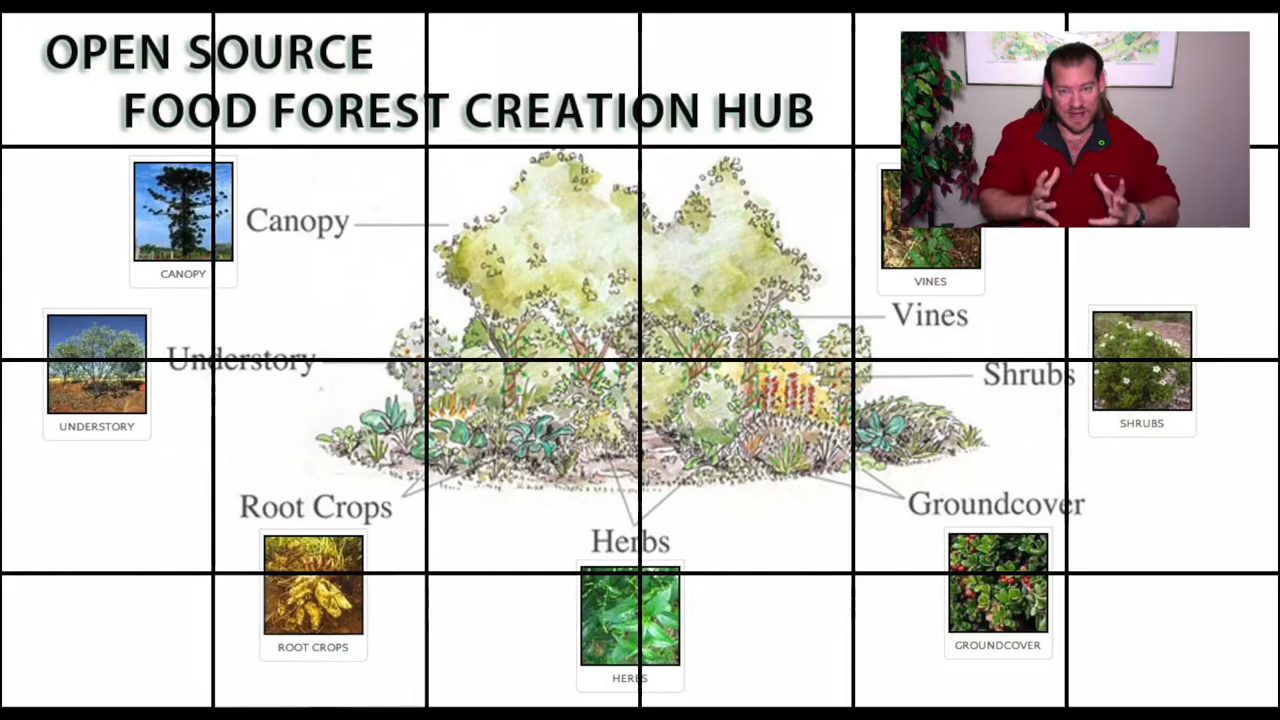 OPEN SOURCE
FOOD FOREST CREATION HUB
Canopy
CANOPY
VINES
Vines
Understory
UNDERSTORY
Shrubs
SHRUBS
Root Crops
ROOT CROPS
Herbs
HERBS
Groundcover
GROUNDCOVER